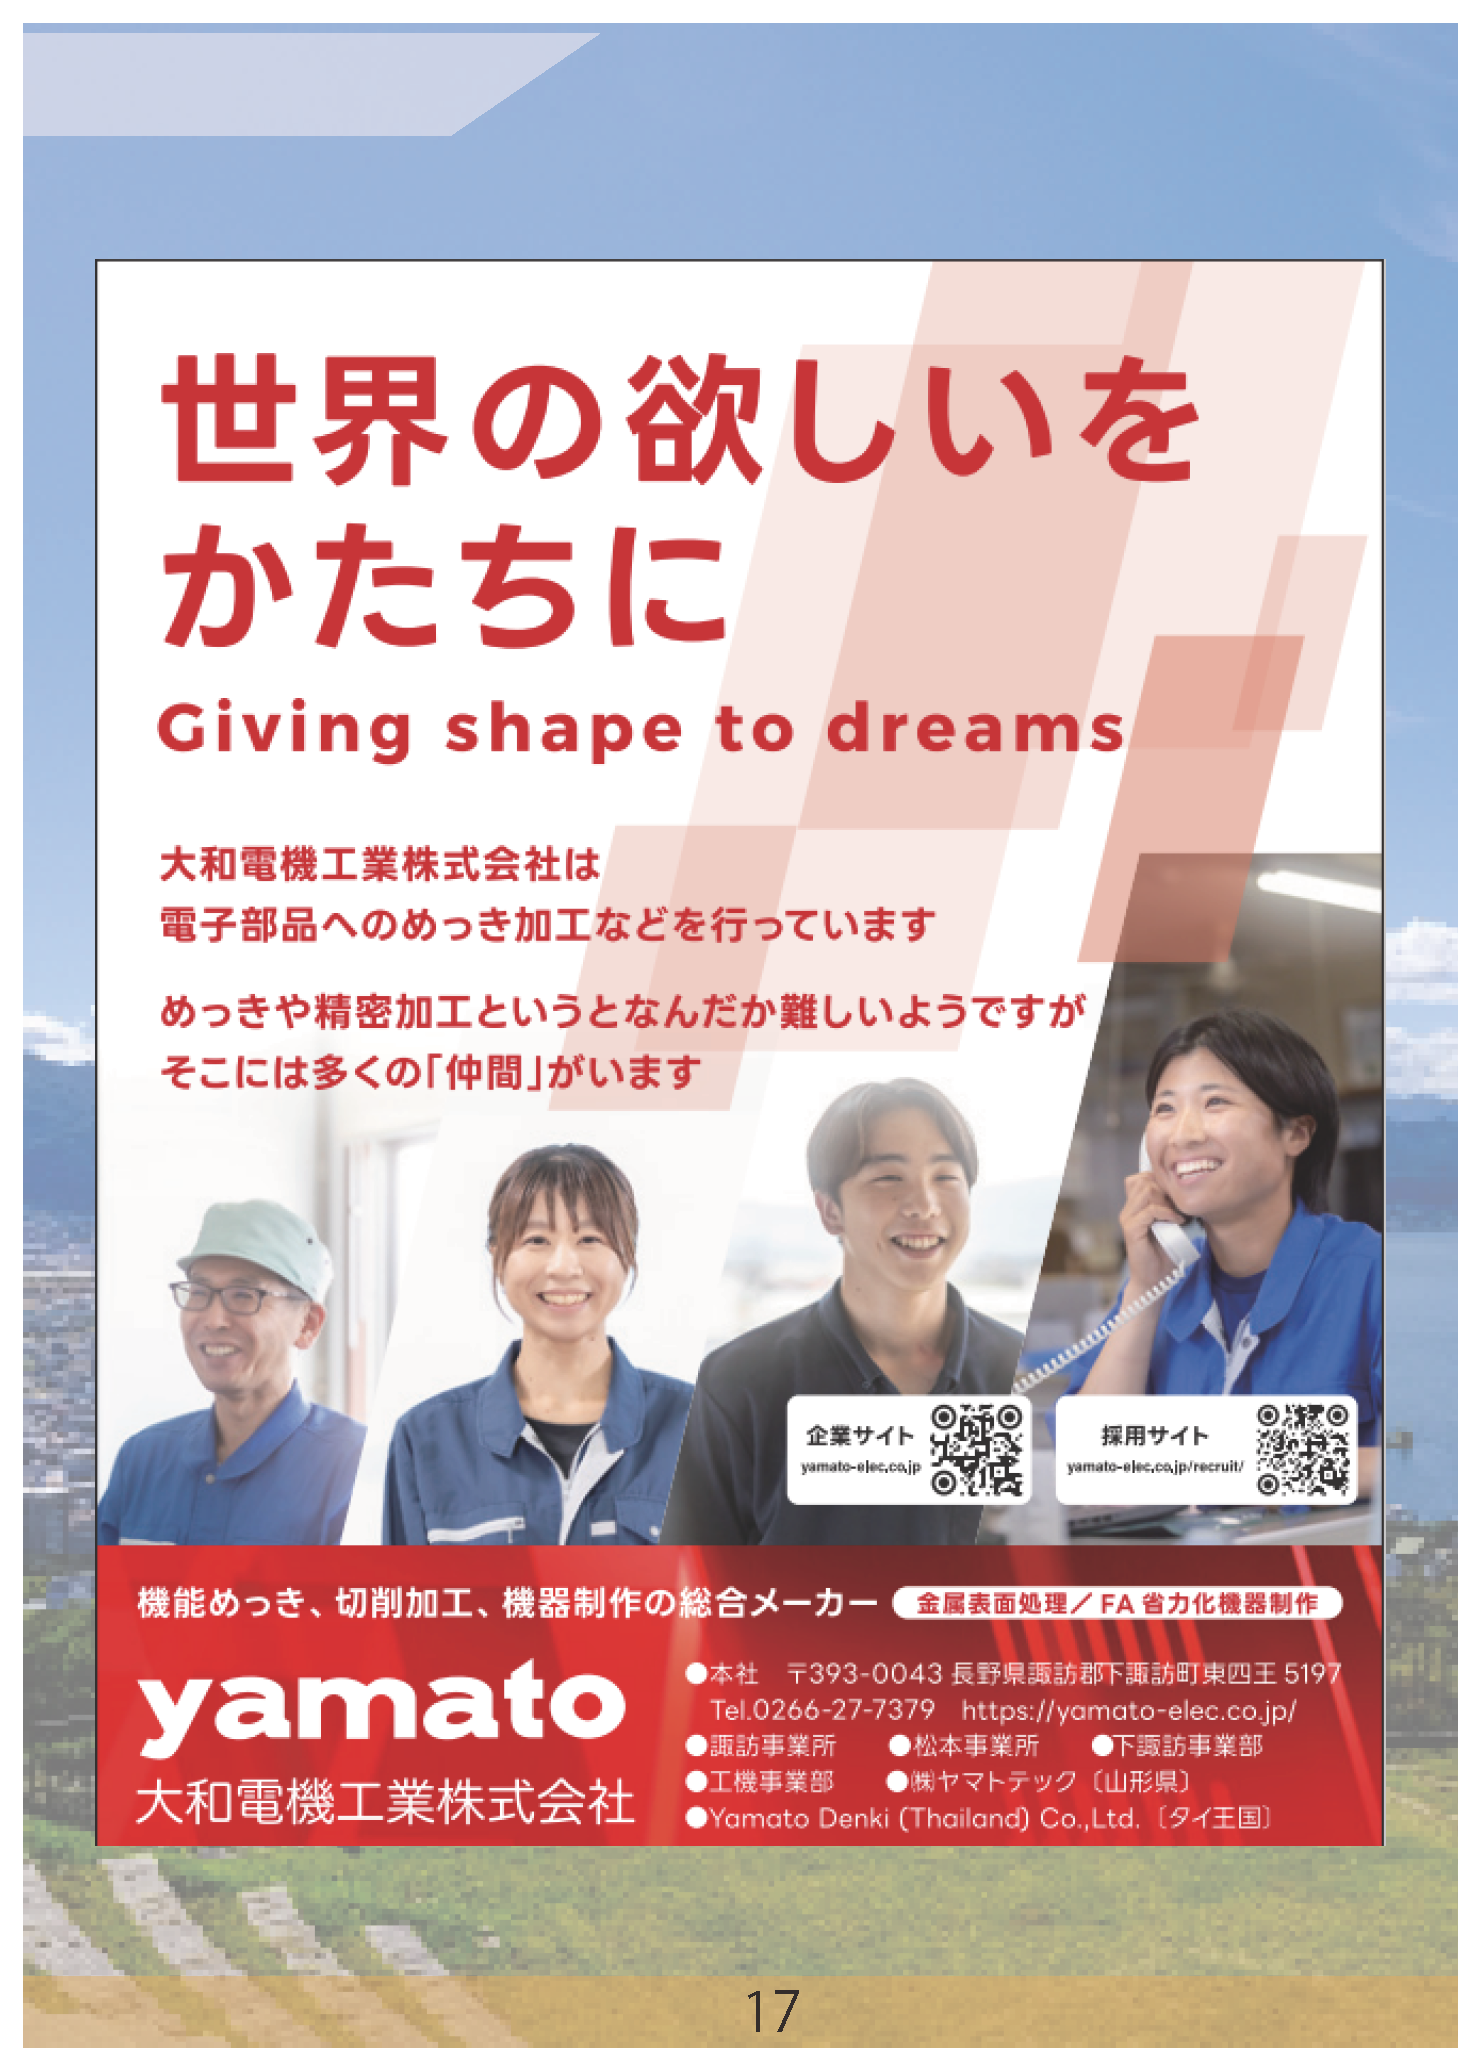 世界の欲しいを
かたちに
Giving shape to dreams
大和電機工業株式会社は
電子部品へのめっき加工などを行っています
めっきや精密加工というとなんだか難しいようですが
そこには多くの「仲間」がいます
企業サイト
yamato-elec.co.jp
採用サイト
yamato-elec.co.jp/recruit/
機能めっき、切削加工、機器制作の総合メーカー 金属表面処理／FA 省力化機器制作
yamato
大和電機工業株式会社
●本社 〒393-0043 長野県諏訪郡下諏訪町東四王 5197
Tel.0266-27-7379 https://yamato-elec.co.jp/
●諏訪事業所 ●松本事業所 ●下諏訪事業部
●工機事業部 ●㈱ヤマトテック〔山形県〕
●Yamato Denki (Thailand) Co.,Ltd.〔タイ王国〕
17